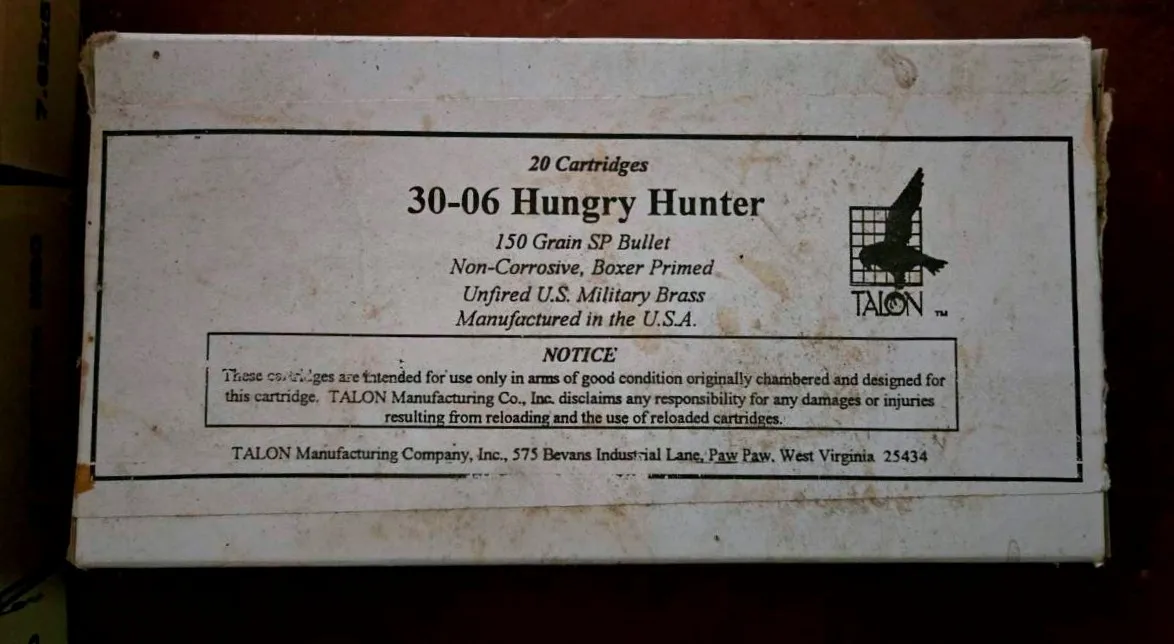 20 Cartridges
30-06 Hungry Hunter
150 Grain SP Bullet
Non-Corrosive, Boxer Primed
Unfired U.S. Military Brass
Manufactured in the U.S.A.
TALON ™
NOTICE
These cartridges are intended for use only in arms of good condition originally chambered and designed for
this cartridge. TALON Manufacturing Co., Inc. disclaims any responsibility for any damages or injuries
resulting from reloading and the use of reloaded cartridges.
TALON Manufacturing Company, Inc., 575 Bevans Industrial Lane, Paw Paw, West Virginia 25434